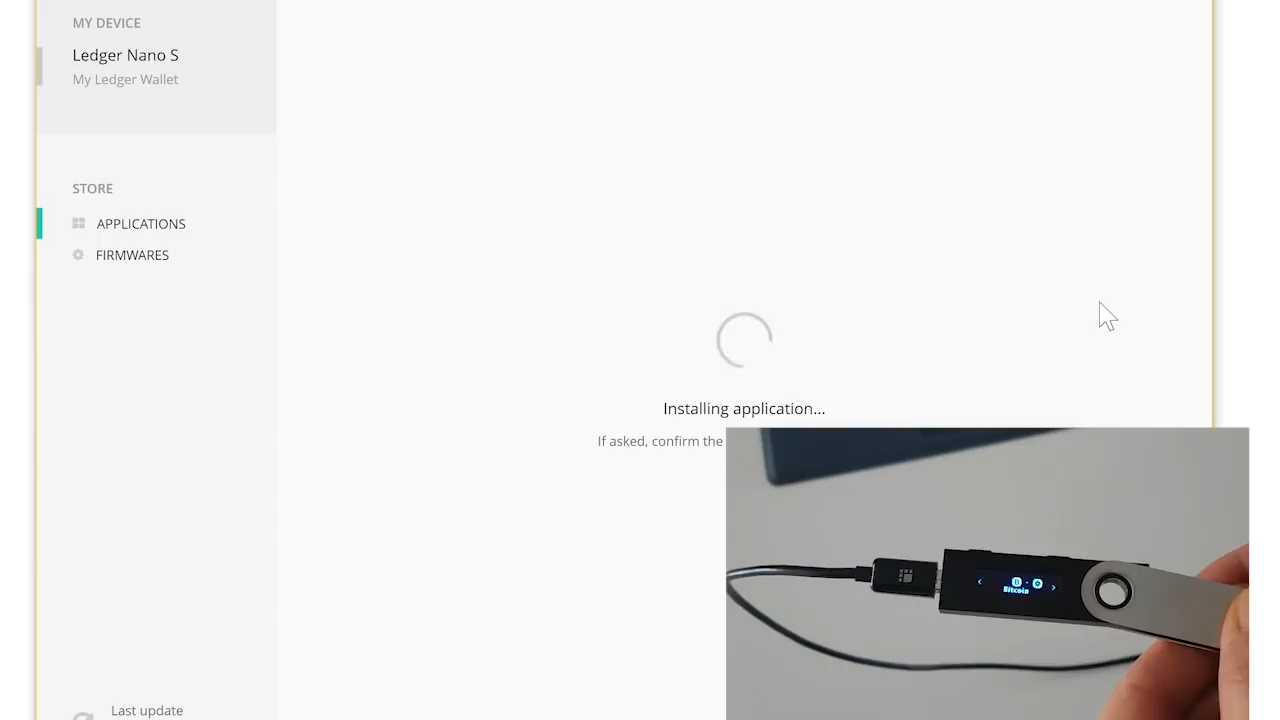 MY DEVICE
Ledger Nano S
My Ledger Wallet
STORE
APPLICATIONS
FIRMWARES
Installing application...
If asked, confirm the
Bitcoin
Last update